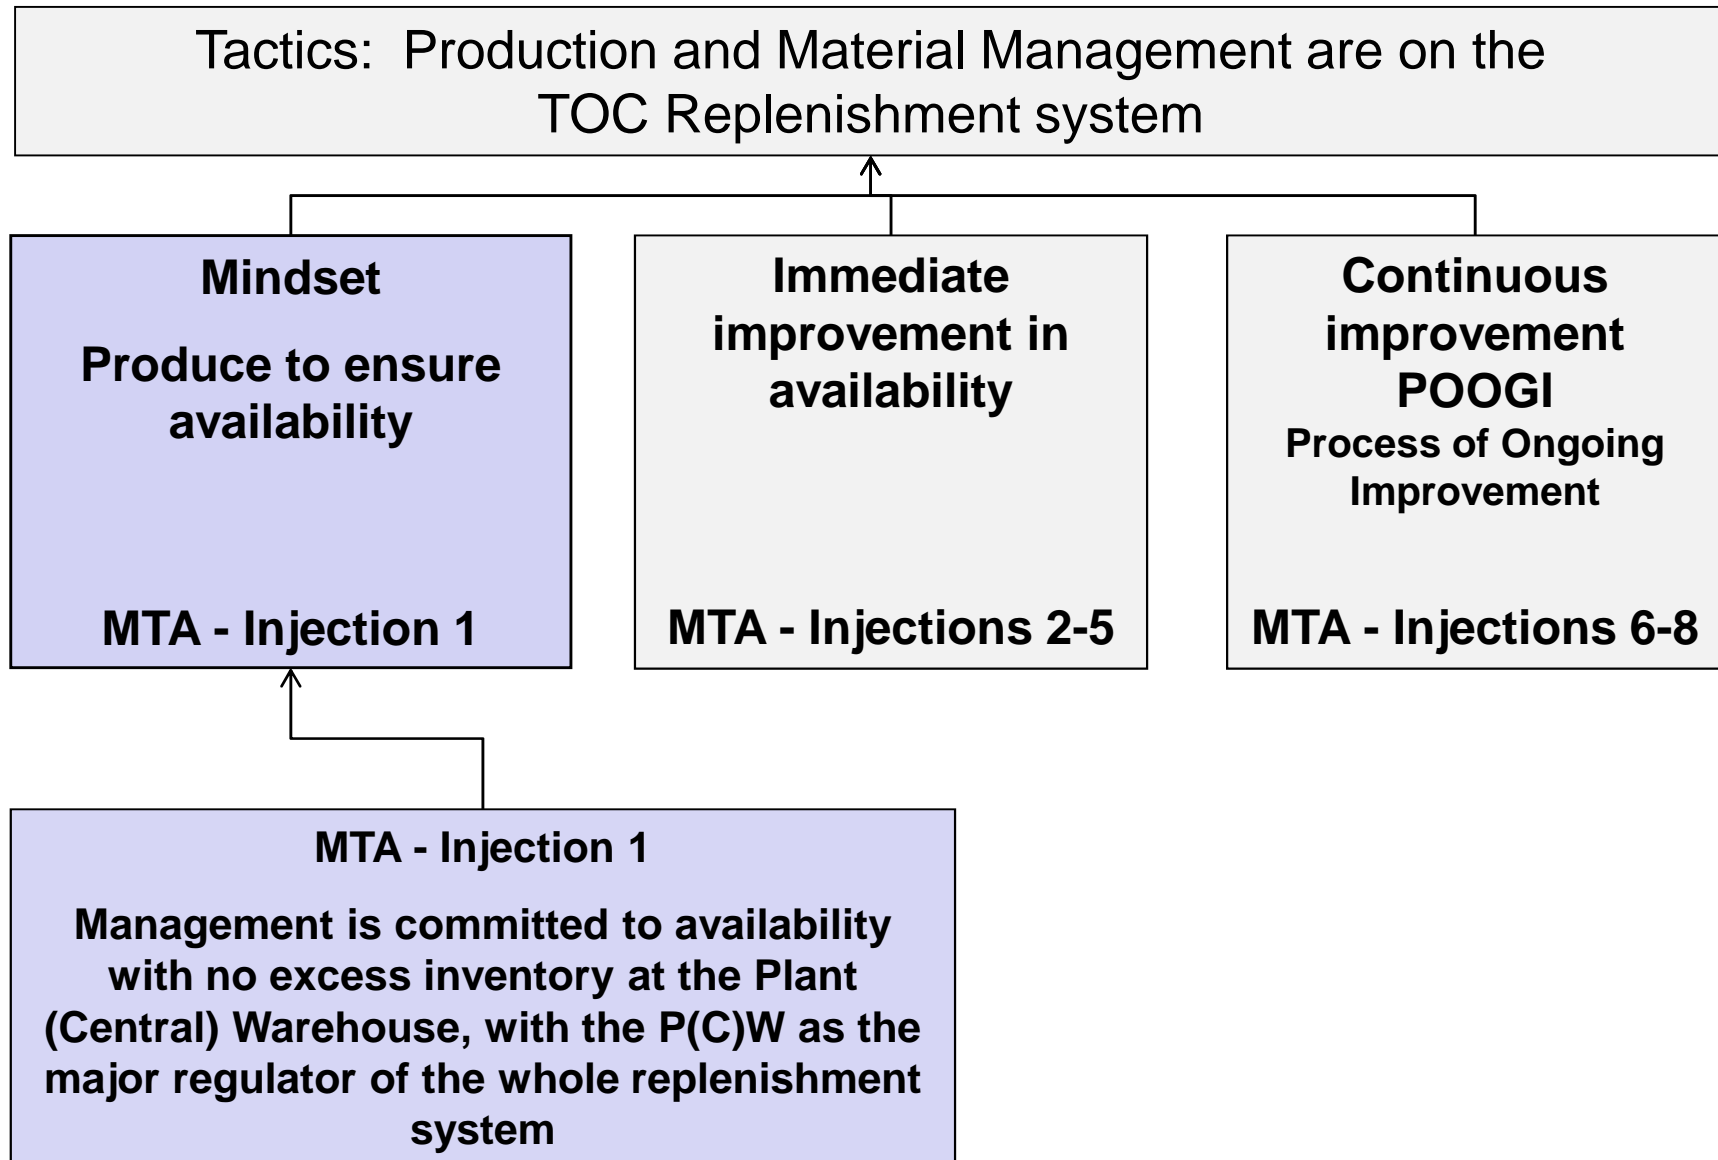 Tactics: Production and Material Management are on the
TOC Replenishment system
Mindset
Produce to ensure
availability
MTA - Injection 1
Immediate
improvement in
availability
MTA - Injections 2-5
Continuous
improvement
POOGI
Process of Ongoing
Improvement
MTA - Injections 6-8
MTA - Injection 1
Management is committed to availability
with no excess inventory at the Plant
(Central) Warehouse, with the P(C)W as the
major regulator of the whole replenishment
system